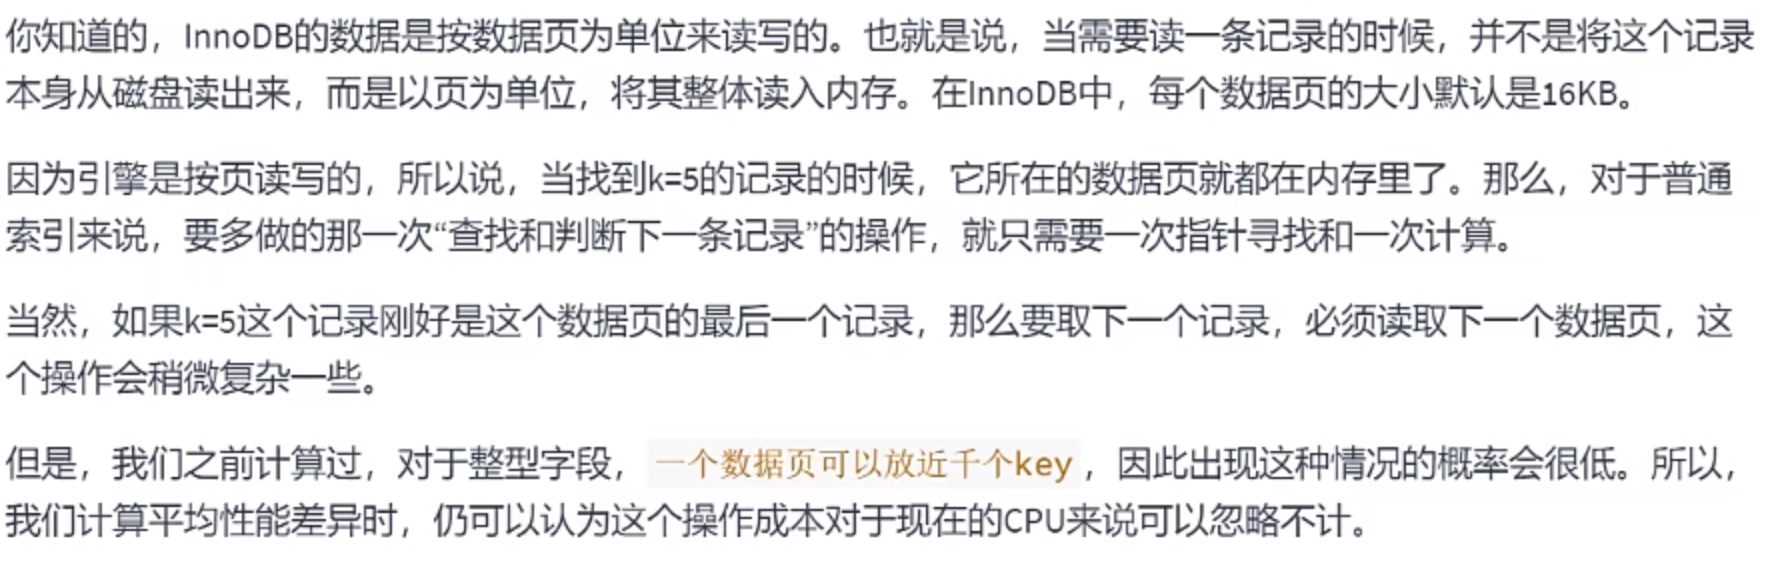 你知道的，InnoDB的数据是按数据页为单位来读写的。也就是说，当需要读一条记录的时候，并不是将这个记录
本身从磁盘读出来，而是以页为单位，将其整体读入内存。在InnoDB中，每个数据页的大小默认是16KB。
因为引擎是按页读写的，所以说，当找到k=5的记录的时候，它所在的数据页就都在内存里了。那么，对于普通
索引来说，要多做的那一次“查找和判断下一条记录”的操作，就只需要一次指针寻找和一次计算。
当然，如果k=5这个记录刚好是这个数据页的最后一个记录，那么要取下一个记录，必须读取下一个数据页，这
个操作会稍微复杂一些。
但是，我们之前计算过，对于整型字段，一个数据页可以放近千个key，因此出现这种情况的概率会很低。所以，
我们计算平均性能差异时，仍可以认为这个操作成本对于现在的CPU来说可以忽略不计。